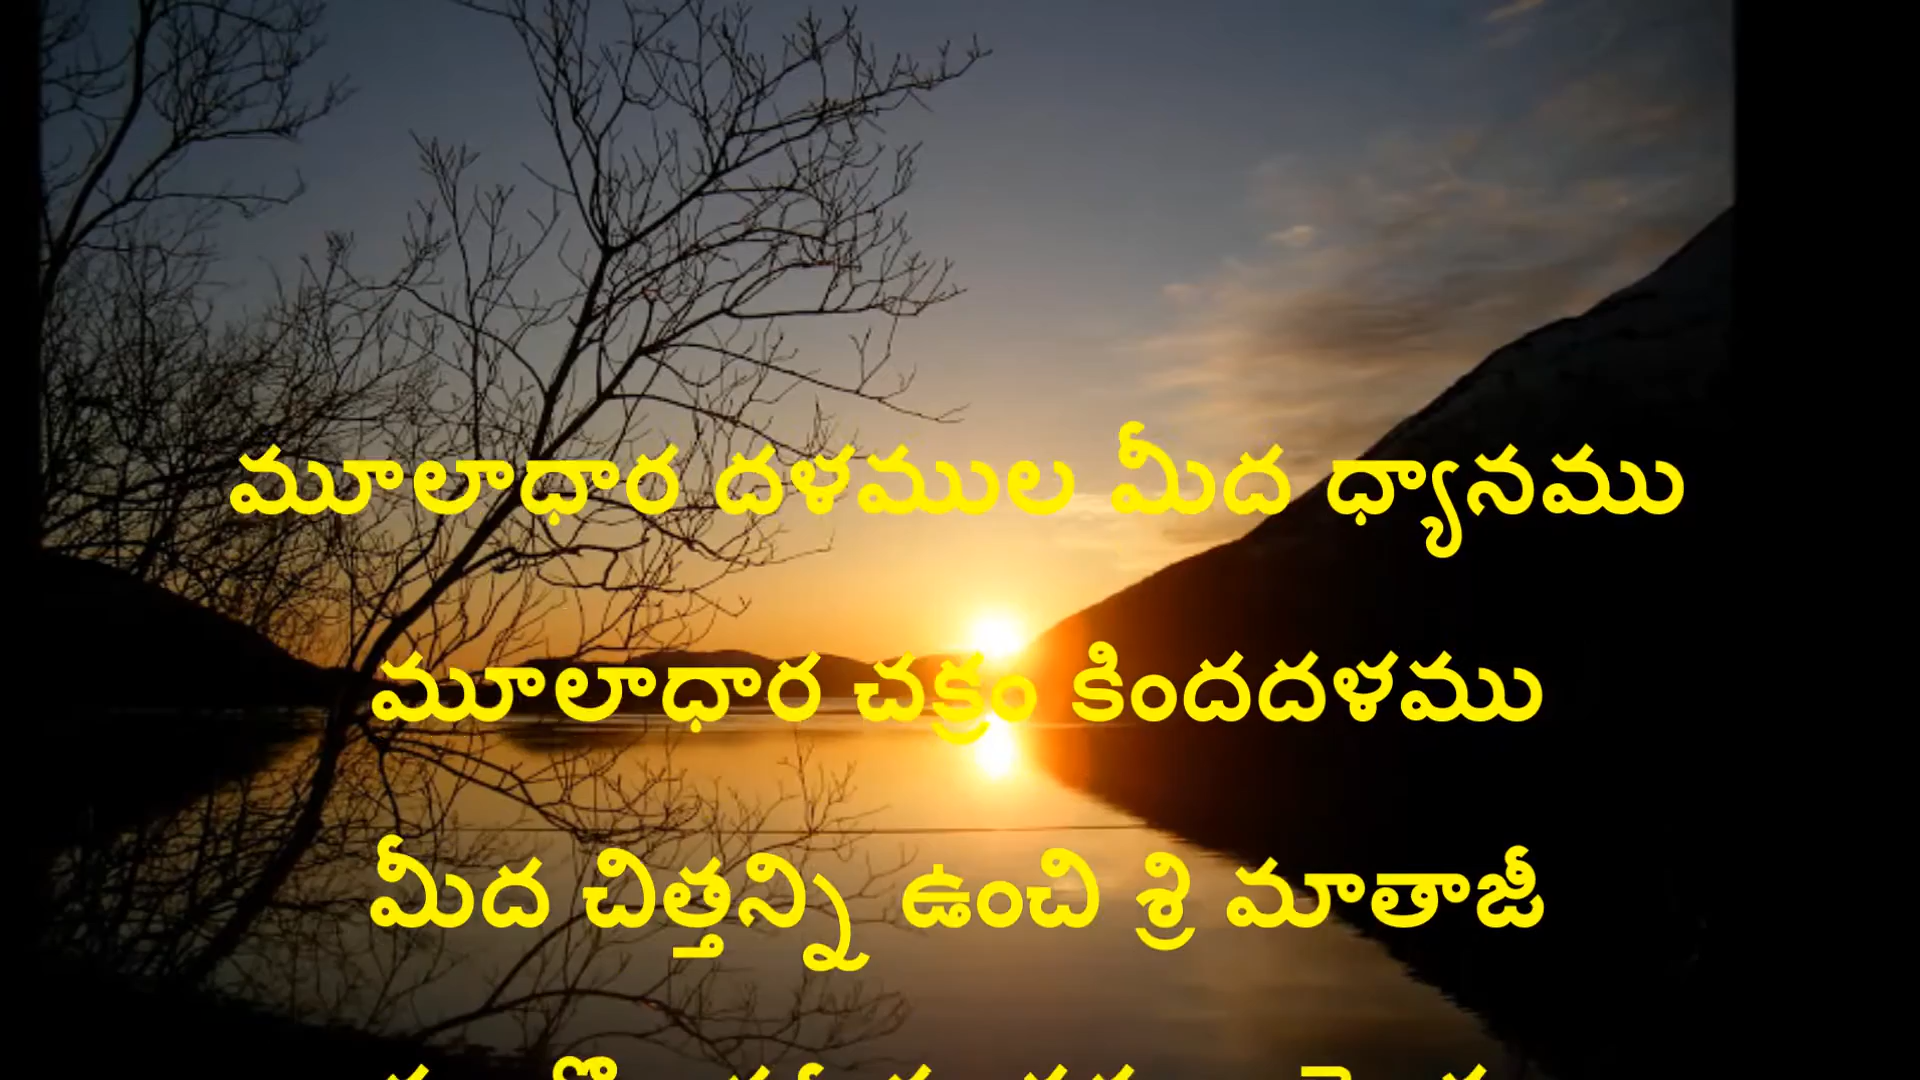 మూలాధార దళముల మీద ధ్యానము
మూలాధార చక్రం కిందదళము
మీద చిత్తన్ని ఉంచి శ్రి మాతాజీ